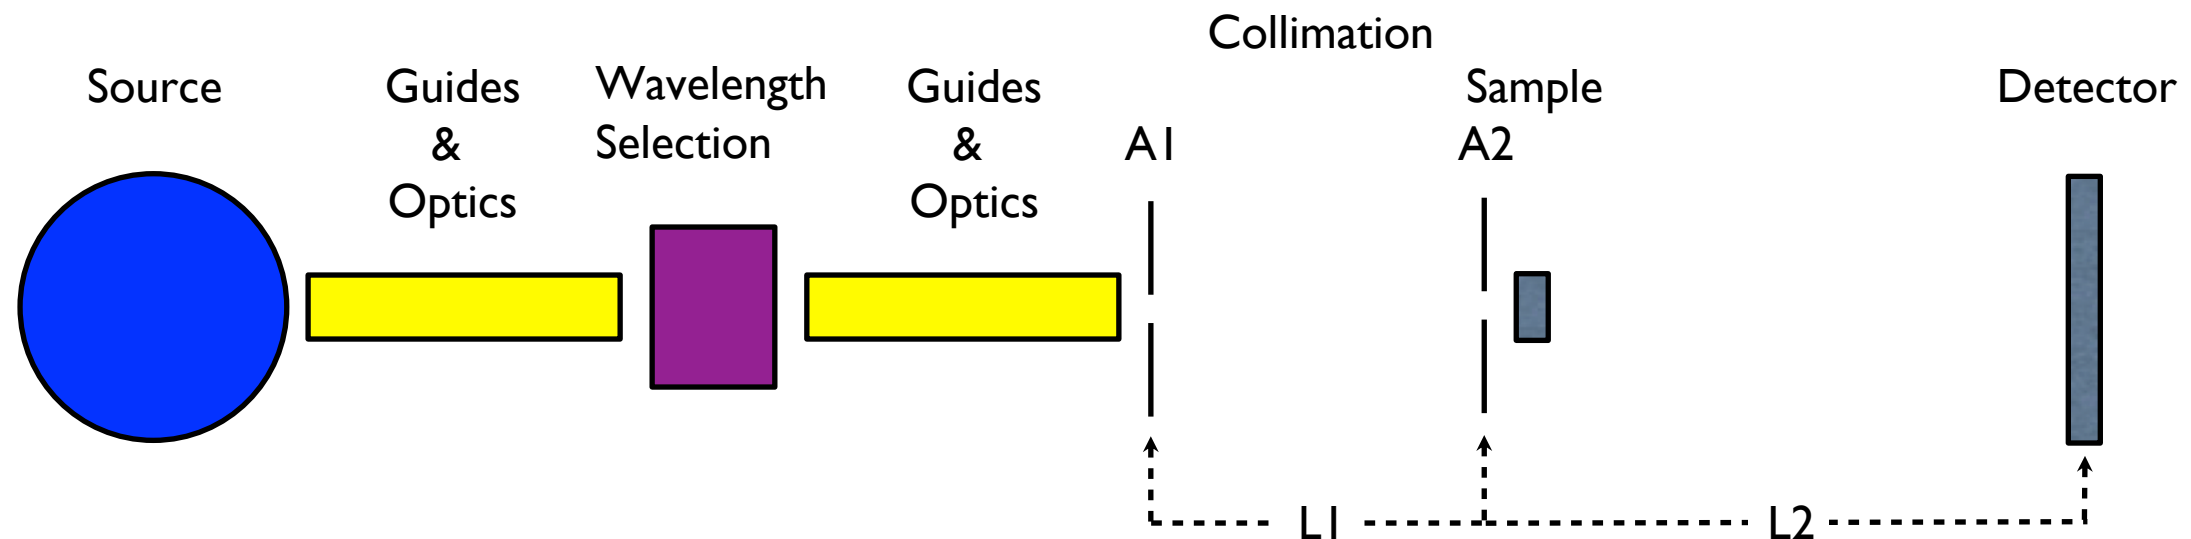 Collimation
Source
Guides
&
Optics
Wavelength
Selection
Guides
&
Optics
A1
Sample
A2
Detector
L1
L2